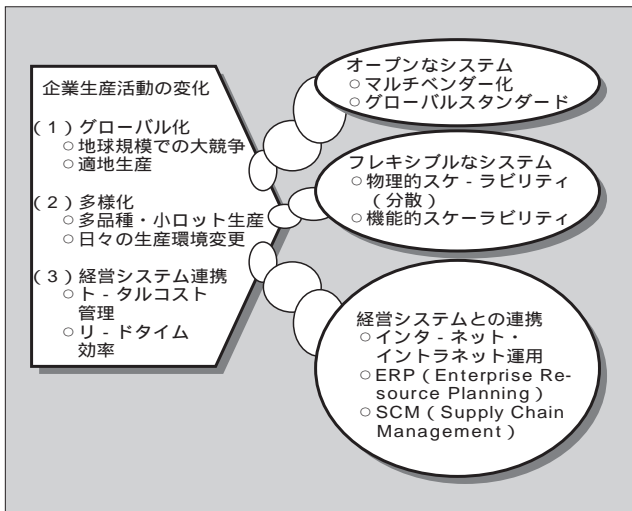 企業生産活動の変化
(1)グローバル化
○地球規模での大競争
○適地生産
(2)多様化
○多品種・小ロット生産
○日々の生産環境変更
(3)経営システム連携
○ト-タルコスト
管理
○リ-ドタイム
効率
オープンなシステム
○マルチベンダー化
○グローバルスタンダード
フレキシブルなシステム
○物理的スケ-ラビリティ
(分散)
○機能的スケーラビリティ
経営システムとの連携
○インタ-ネット・
イントラネット運用
○ERP(Enterprise Re-
source Planning)
○SCM(Supply Chain
Management)